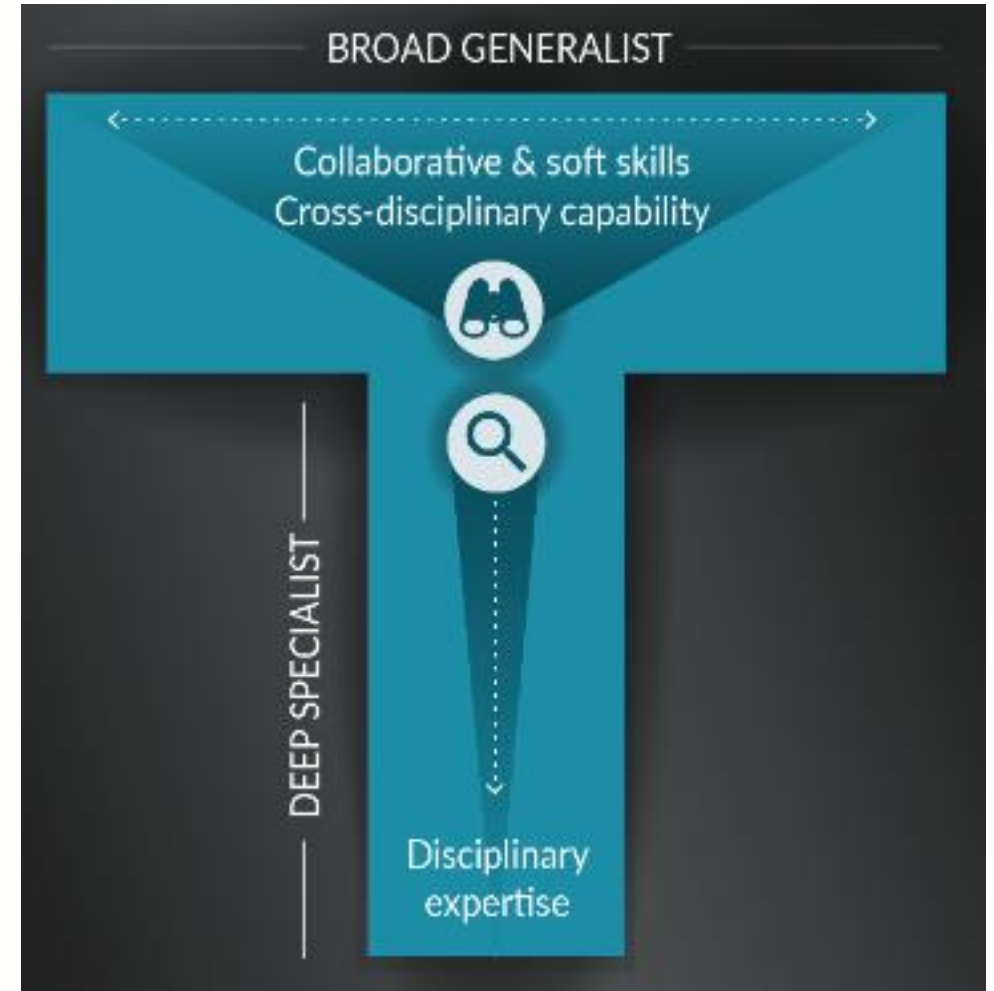 BROAD GENERALIST
Collaborative & soft skills
Cross-disciplinary capability
DEEP SPECIALIST
Disciplinary
expertise